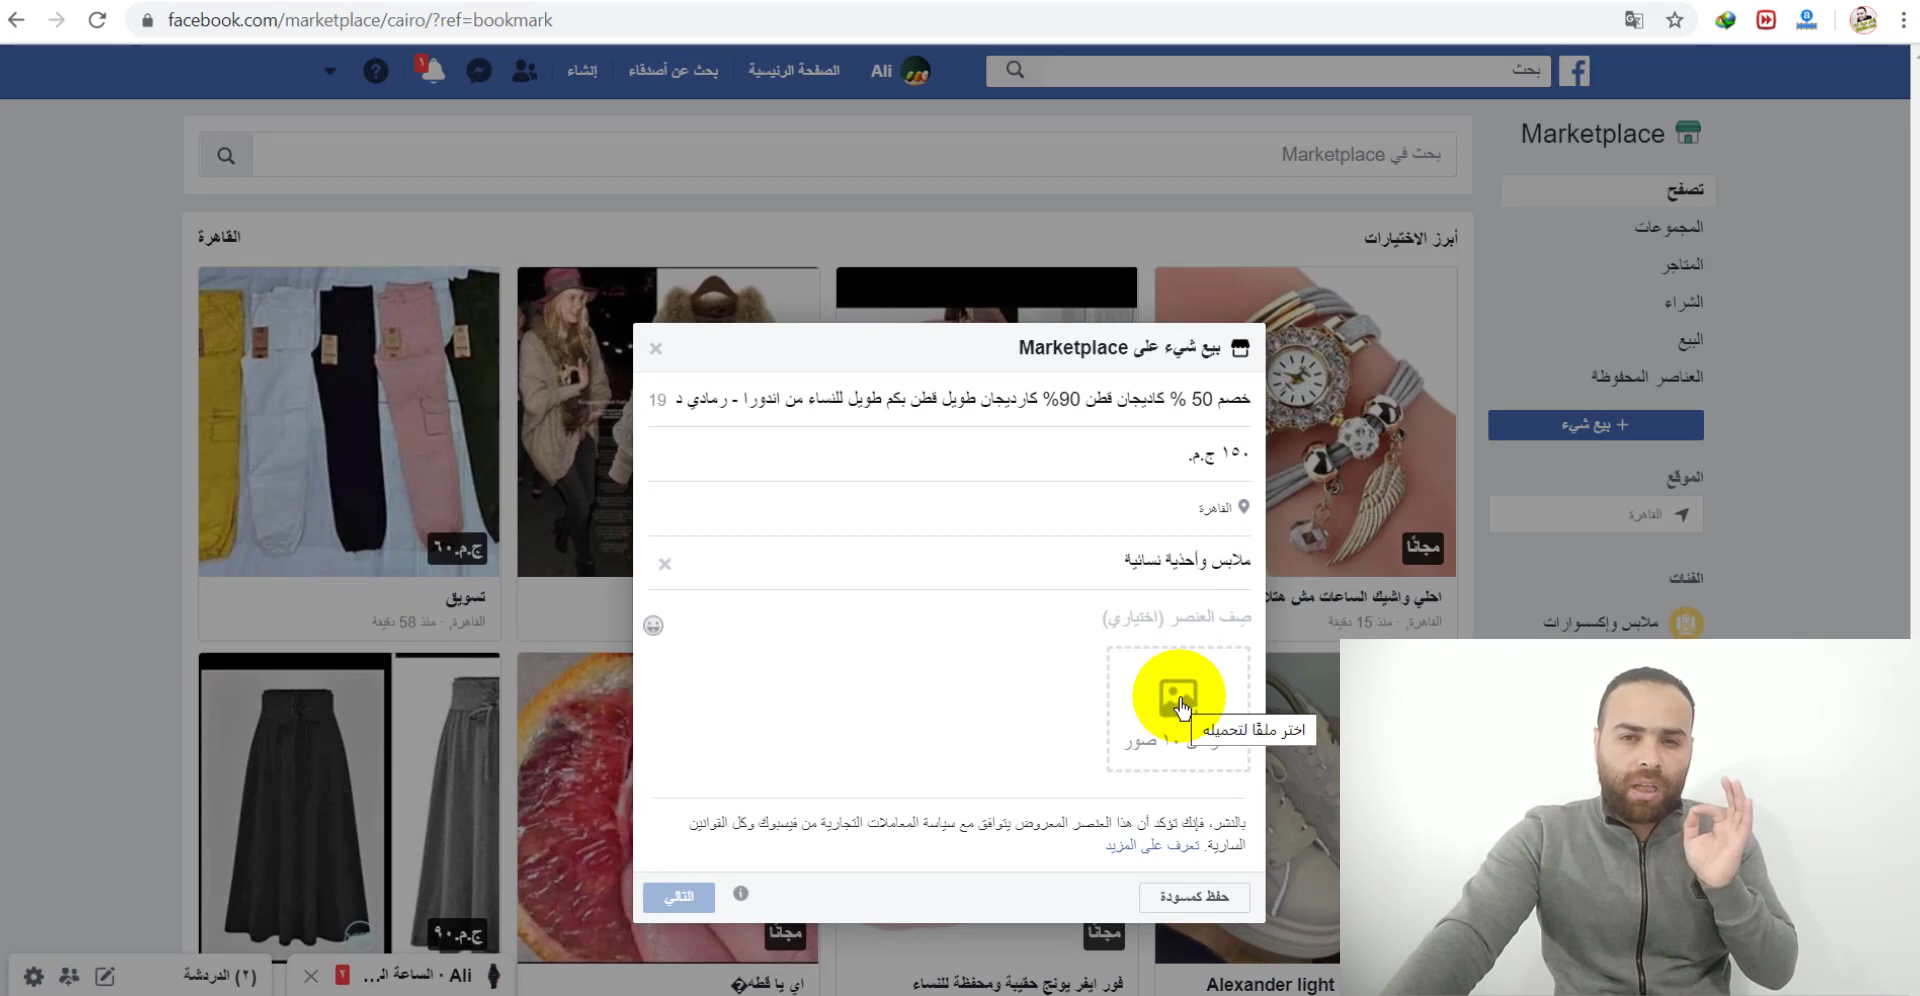 facebook.com/marketplace/cairo/?ref=bookmark
بحث
Ali
الصفحة الرئيسية
بحث عن أصدقاء
إنشاء
١
Marketplace
بحث في Marketplace
تصفح
المجموعات
المتاجر
الشراء
البيع
العناصر المحفوظة
+ بيع شيء
الموقع
القاهرة
الفئات
ملابس وإكسسوارات
أبرز الاختيارات
القاهرة
مجانًا
احلي واشيك الساعات مش هتلا
القاهرة, · منذ 15 دقيقة
ج.م.٦٠
تسويق
القاهرة, · منذ 58 دقيقة
بيع شيء على Marketplace
خصم 50 % كاديجان قطن 90% كارديجان طويل قطن بكم طويل للنساء من اندورا - رمادي د
19
١٥٠ ج.م.
القاهرة
ملابس وأحذية نسائية
صِف العنصر (اختياري)
١٠ صور
اختر ملفًا لتحميله
بالنشر، فإنك تؤكد أن هذا العنصر المعروض يتوافق مع سياسة المعاملات التجارية من فيسبوك وكل القوانين
السارية. تعرف على المزيد
حفظ كمسودة
التالي
Alexander light
مجانًا
فور ايفر يونج حقيبة ومحفظة للنساء
مجانًا
اي يا قطه�
ج.م.٩٠
Ali · الساعة الـ...
٢
(٢) الدردشة